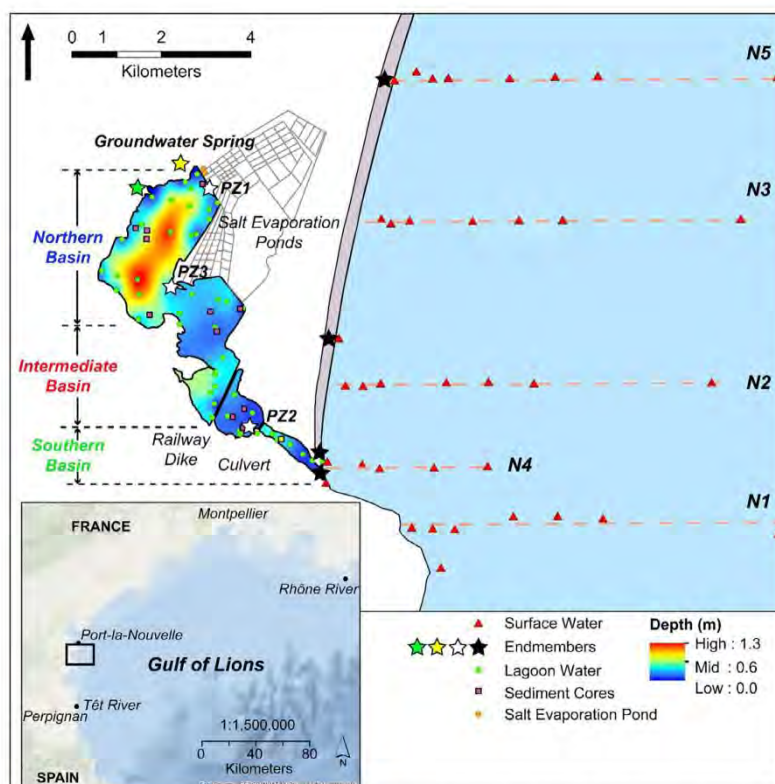 0 1 2 4
Kilometers
N5
Groundwater Spring
PZ1
N3
Salt Evaporation
Ponds
Northern
Basin
PZ3
Intermediate
Basin
N2
PZ2
Southern
Basin
Railway
Dike
Culvert
N4
N1
FRANCE
Montpellier
Rhône River
Port-la-Nouvelle
Gulf of Lions
Têt River
Perpignan
1:1,500,000
0 40 80
Kilometers
N
SPAIN
Surface Water
Endmembers
Lagoon Water
Sediment Cores
Salt Evaporation Pond
Depth (m)
High : 1.3
Mid : 0.6
Low : 0.0